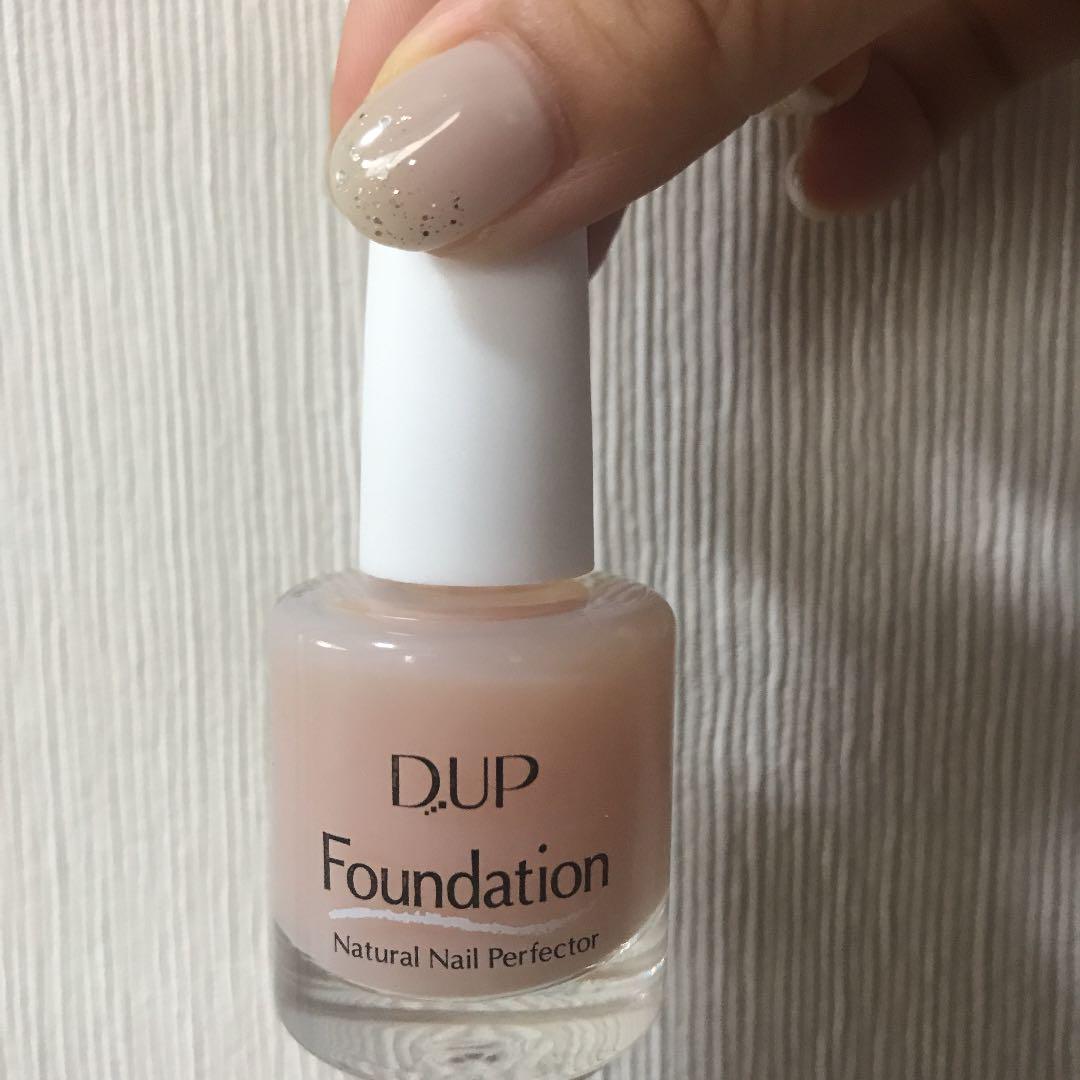 D.UP
Foundation
Natural Nail Perfector